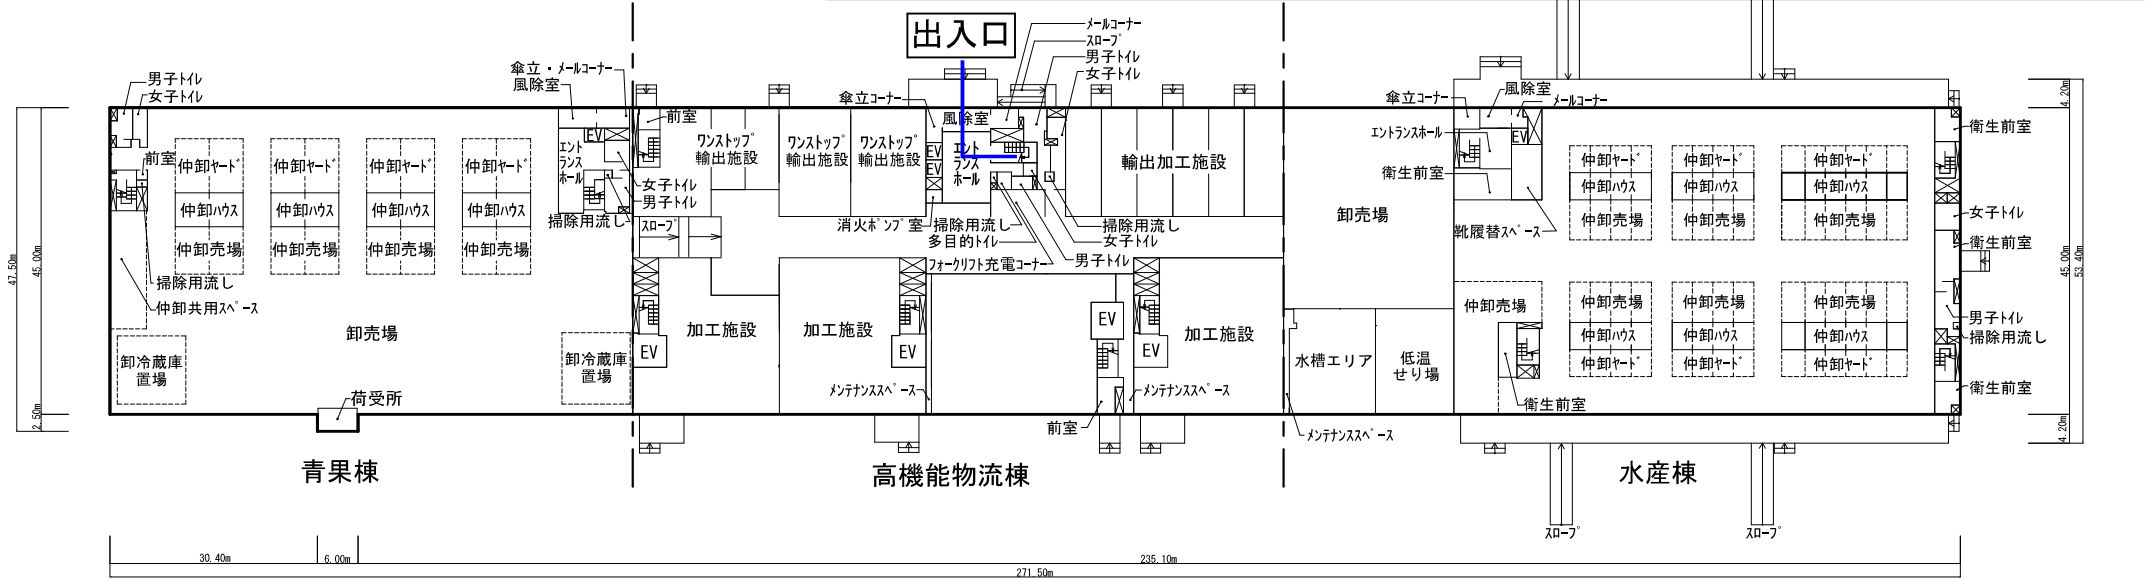 出入口
メールコーナー
スロープ
男子トイレ
女子トイレ
傘立コーナー
風除室
男子トイレ
女子トイレ
傘立・メールコーナー
風除室
前室
仲卸ヤード
仲卸ヤード
仲卸ヤード
仲卸ヤード
仲卸ハウス
仲卸ハウス
仲卸ハウス
仲卸ハウス
仲卸売場
仲卸売場
仲卸売場
仲卸売場
EV
エント
ランス
ホール
女子トイレ
男子トイレ
掃除用流し
掃除用流し
仲卸共用スペース
卸売場
卸冷蔵庫
置場
卸冷蔵庫
置場
荷受所
青果棟
前室
ワンストップ
輸出施設
ワンストップ
輸出施設
ワンストップ
輸出施設
EV
EV
エント
ランス
ホール
輸出加工施設
スロープ
消火ポンプ室
掃除用流し
多目的トイレ
フォークリフト充電コーナー
掃除用流し
女子トイレ
男子トイレ
加工施設
加工施設
加工施設
EV
EV
EV
EV
メンテナンススペース
メンテナンススペース
前室
高機能物流棟
傘立コーナー
風除室
メールコーナー
エントランスホール
EV
衛生前室
卸売場
靴履替スペース
仲卸ヤード
仲卸ヤード
仲卸ヤード
仲卸ハウス
仲卸ハウス
仲卸ハウス
仲卸売場
仲卸売場
仲卸売場
仲卸売場
仲卸売場
仲卸売場
仲卸売場
仲卸ハウス
仲卸ハウス
仲卸ハウス
仲卸ヤード
仲卸ヤード
仲卸ヤード
水槽エリア
低温
せり場
衛生前室
メンテナンススペース
衛生前室
女子トイレ
衛生前室
男子トイレ
掃除用流し
衛生前室
水産棟
スロープ
スロープ
47.50m
45.00m
2.50m
4.20m
45.00m
53.40m
4.20m
30.40m
6.00m
235.10m
271.50m